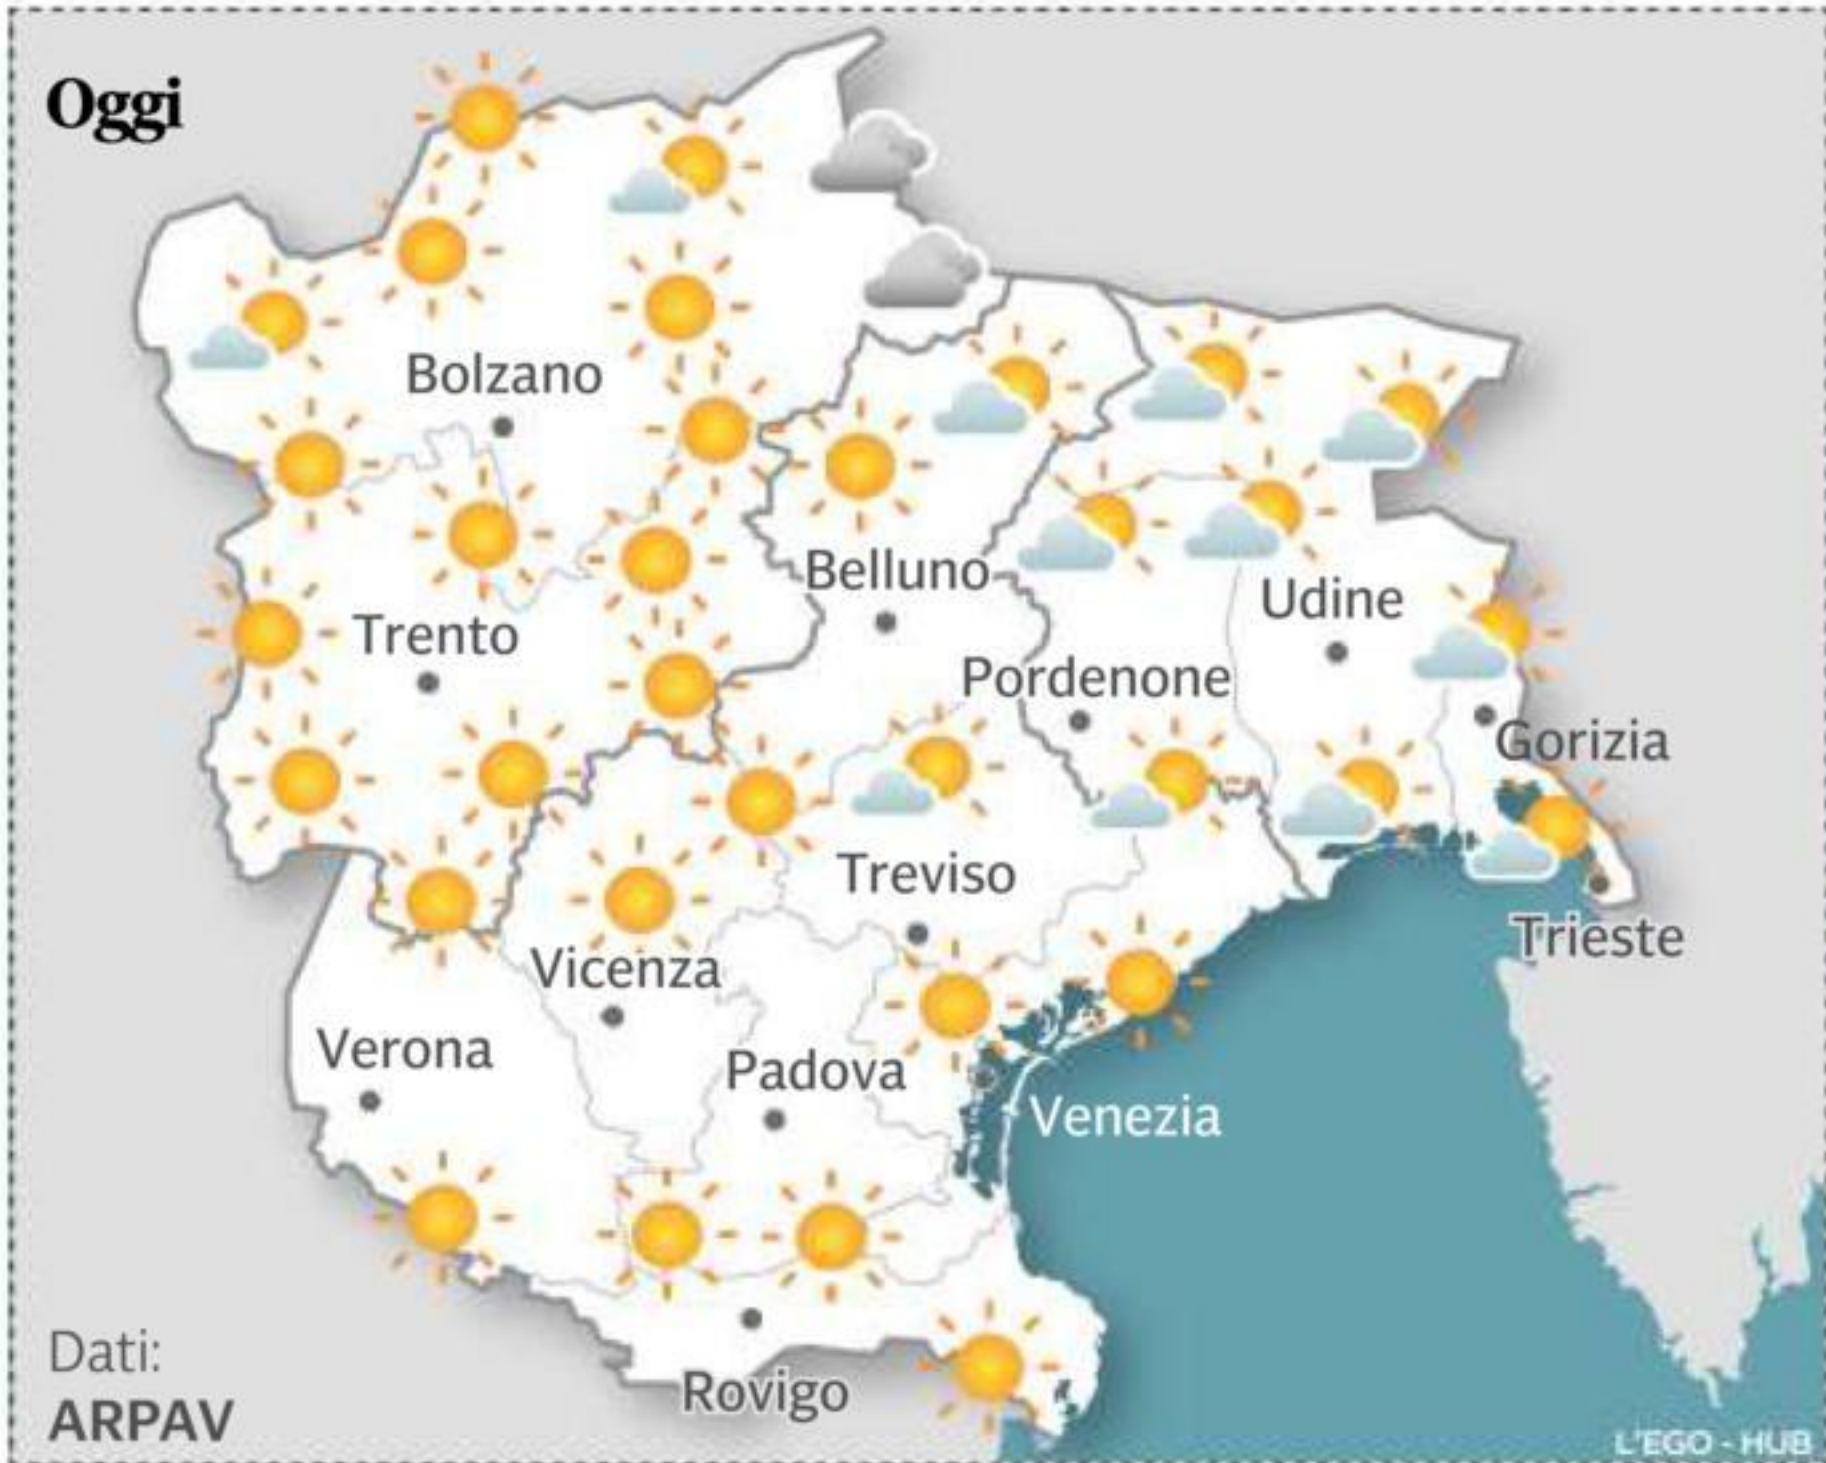 Oggi
Bolzano
Belluno
Udine
Trento
Pordenone
Gorizia
Treviso
Trieste
Vicenza
Verona
Padova
Venezia
Dati:
ARPAV
Rovigo
L'EGO - HUB